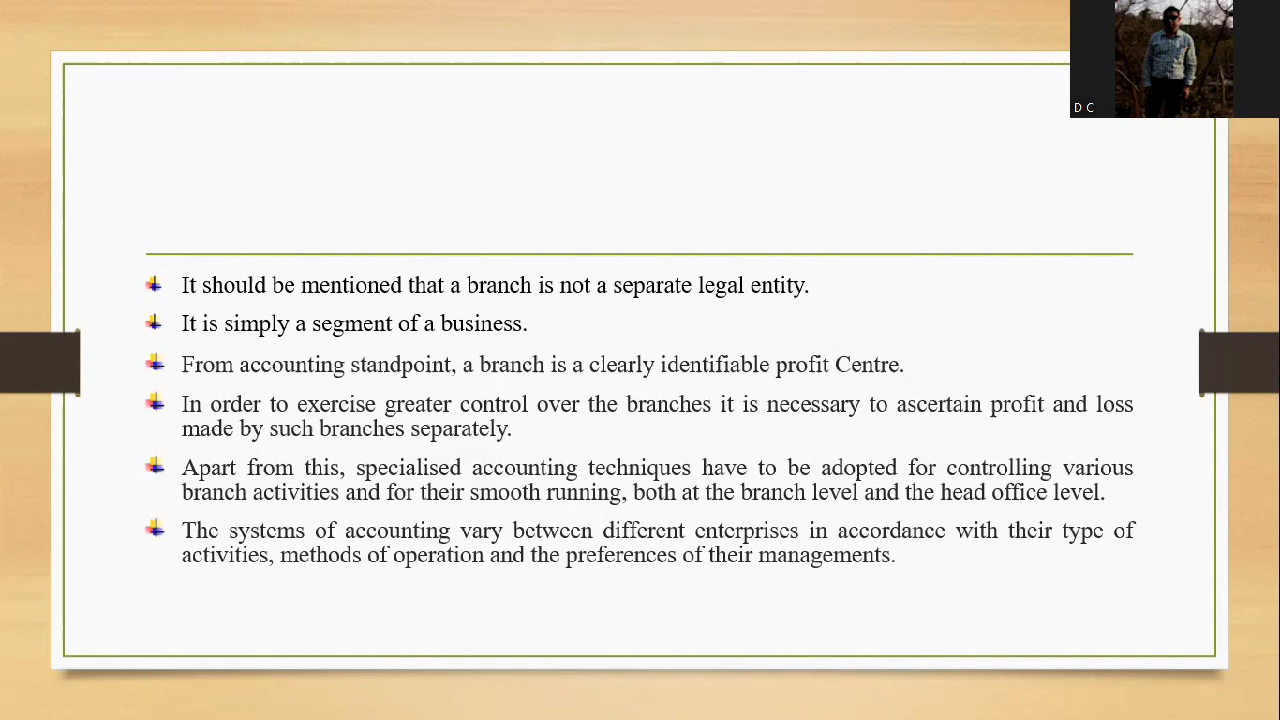 D C
It should be mentioned that a branch is not a separate legal entity.
It is simply a segment of a business.
From accounting standpoint, a branch is a clearly identifiable profit Centre.
In order to exercise greater control over the branches it is necessary to ascertain profit and loss
made by such branches separately.
Apart from this, specialised accounting techniques have to be adopted for controlling various
branch activities and for their smooth running, both at the branch level and the head office level.
The systems of accounting vary between different enterprises in accordance with their type of
activities, methods of operation and the preferences of their managements.